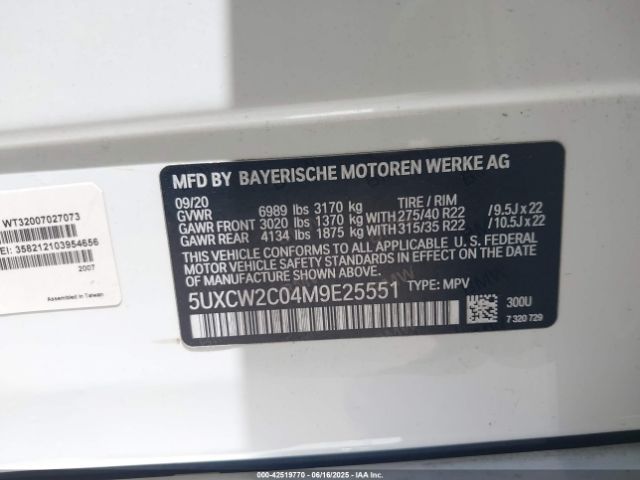 MFD BY BAYERISCHE MOTOREN WERKE AG
09/20
GVWR 6989 lbs 3170 kg TIRE / RIM
GAWR FRONT 3020 lbs 1370 kg WITH 275/40 R22 / 9.5J x 22
GAWR REAR 4134 lbs 1875 kg WITH 315/35 R22 / 10.5J x 22
THIS VEHICLE CONFORMS TO ALL APPLICABLE U. S. FEDERAL
MOTOR VEHICLE SAFETY STANDARDS IN EFFECT ON THE DATE
OF MANUFACTURE SHOWN ABOVE.
5UXCW2C04M9E25551 TYPE: MPV
300U
7 320 729
WT32007027073
EI: 358212103954656
2007
Assembled in Taiwan
© 42519770 - 06/16/2025 - IAA Holdings, LLC